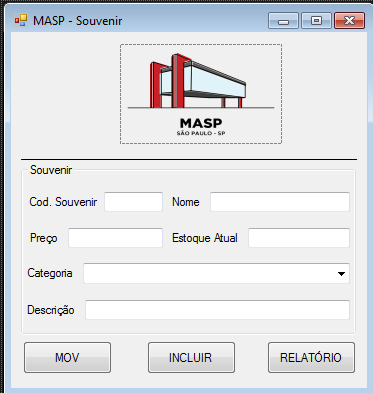 MASP - Souvenir
MASP
SÃO PAULO - SP
Souvenir
Cod. Souvenir Nome
Preço Estoque Atual
Categoria
Descrição
MOV INCLUIR RELATÓRIO